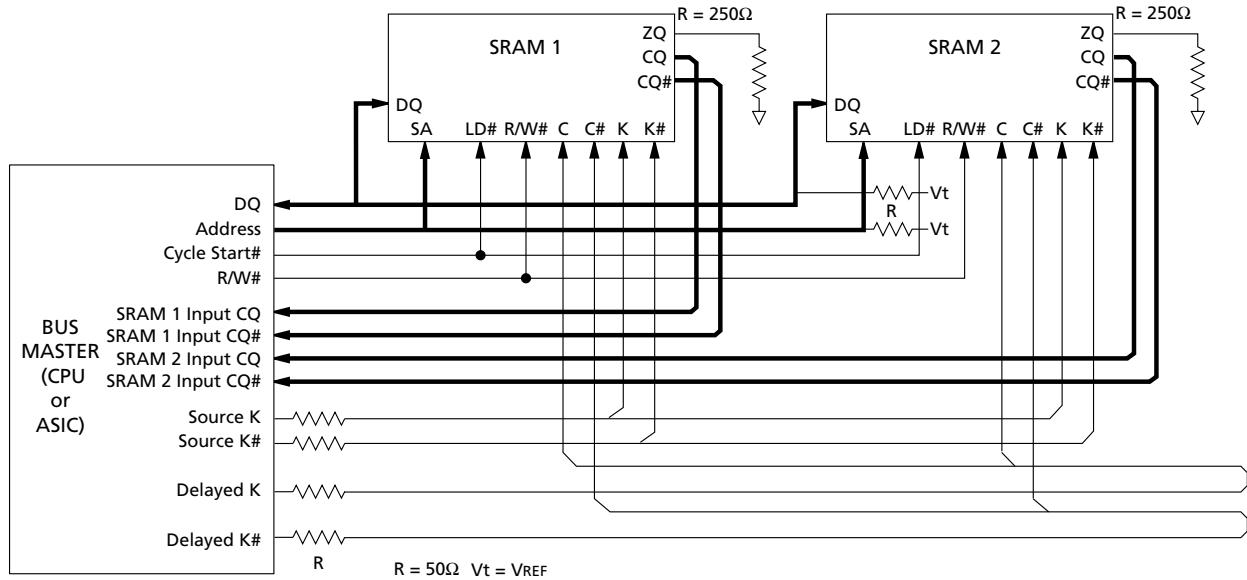 R = 250Ω
R = 250Ω
SRAM 1
ZQ
CQ
CQ#
DQ
SA LD# R/W# C C# K K#
SRAM 2
ZQ
CQ
CQ#
DQ
SA LD# R/W# C C# K K#
Vt
R
Vt
BUS
MASTER
(CPU
or
ASIC)
DQ
Address
Cycle Start#
R/W#
SRAM 1 Input CQ
SRAM 1 Input CQ#
SRAM 2 Input CQ
SRAM 2 Input CQ#
Source K
Source K#
Delayed K
Delayed K#
R
R = 50Ω Vt = VREF